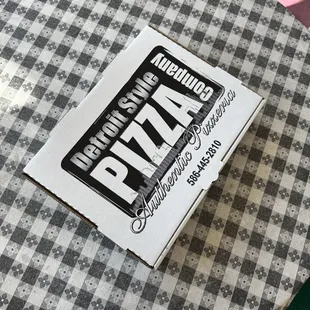 Detroit Style
PIZZA
Company
Authentic Pizzeria
586-445-2810